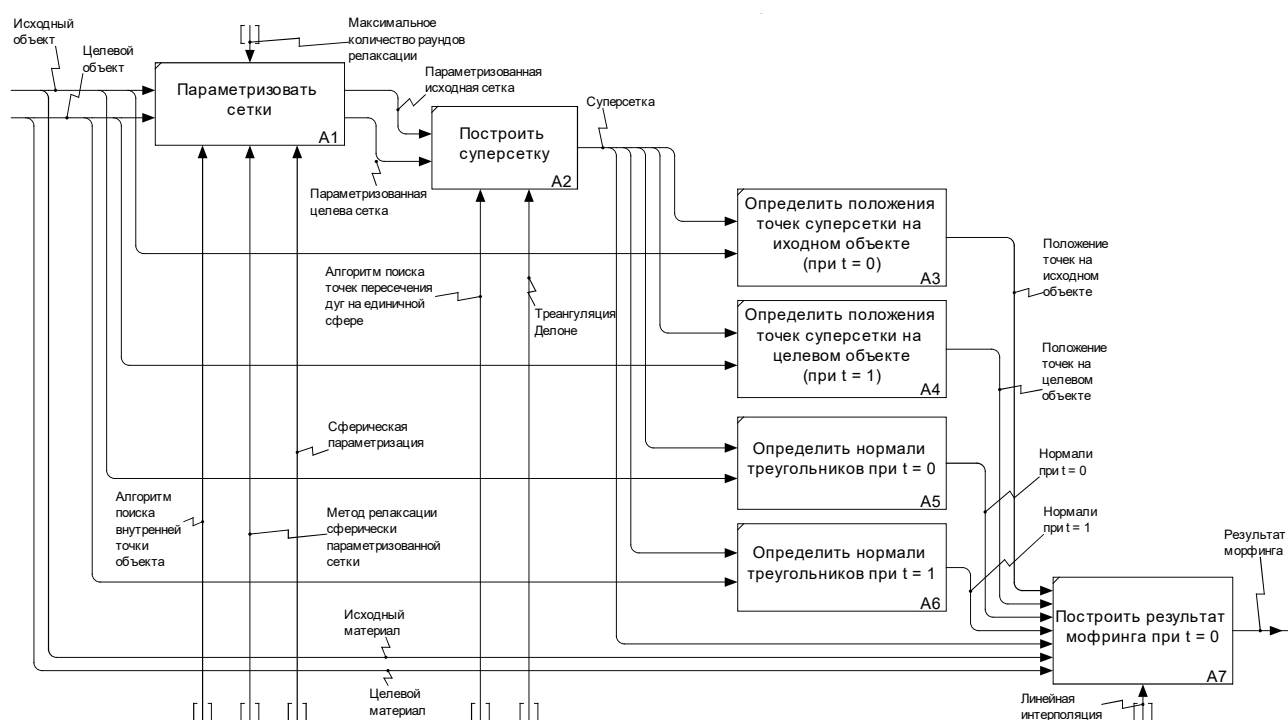 Исходный
объект
Целевой
объект
Максимальное
количество раундов
релаксации
Параметризовать
сетки
A1
Параметризованная
исходная сетка
Параметризованная
целева сетка
Построить
суперсетку
A2
Суперсетка
Определить положения
точек суперсетки на
иходном объекте
(при t = 0)
A3
Определить положения
точек суперсетки на
целевом объекте
(при t = 1)
A4
Определить нормали
треугольников при t = 0
A5
Определить нормали
треугольников при t = 1
A6
Положение
точек на
исходном
объекте
Положение
точек на
целевом
объекте
Нормали
при t = 0
Нормали
при t = 1
Алгоритм поиска
точек пересечения
дуг на единичной
сфере
Треангуляция
Делоне
Сферическая
параметризация
Алгоритм
поиска
внутренней
точки
объекта
Метод релаксации
сферически
параметризованной
сетки
Исходный
материал
Целевой
материал
Построить результат
мофринга при t = 0
A7
Результат
морфинга
Линейная
интерполяция